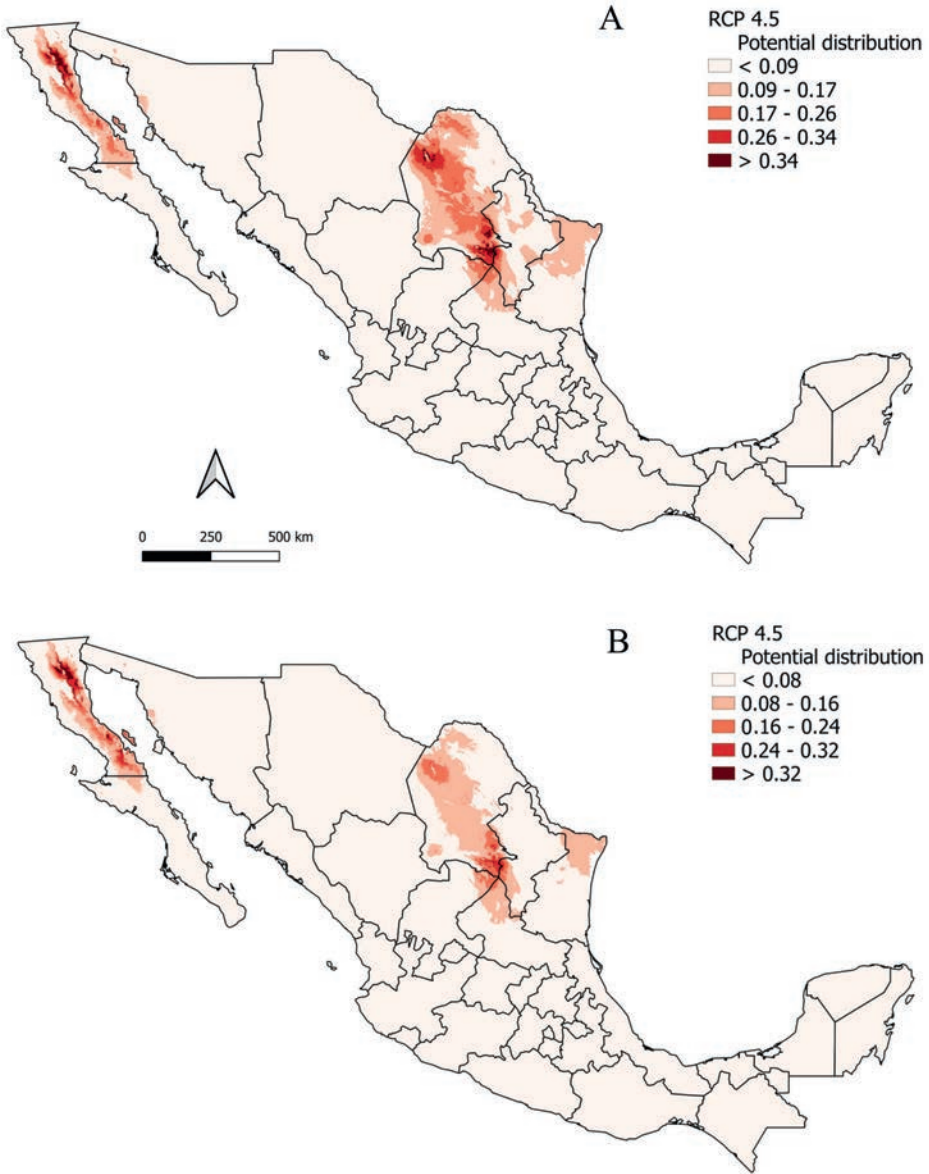 A
RCP 4.5
Potential distribution
< 0.09
0.09 - 0.17
0.17 - 0.26
0.26 - 0.34
> 0.34
0 250 500 km
B
RCP 4.5
Potential distribution
< 0.08
0.08 - 0.16
0.16 - 0.24
0.24 - 0.32
> 0.32